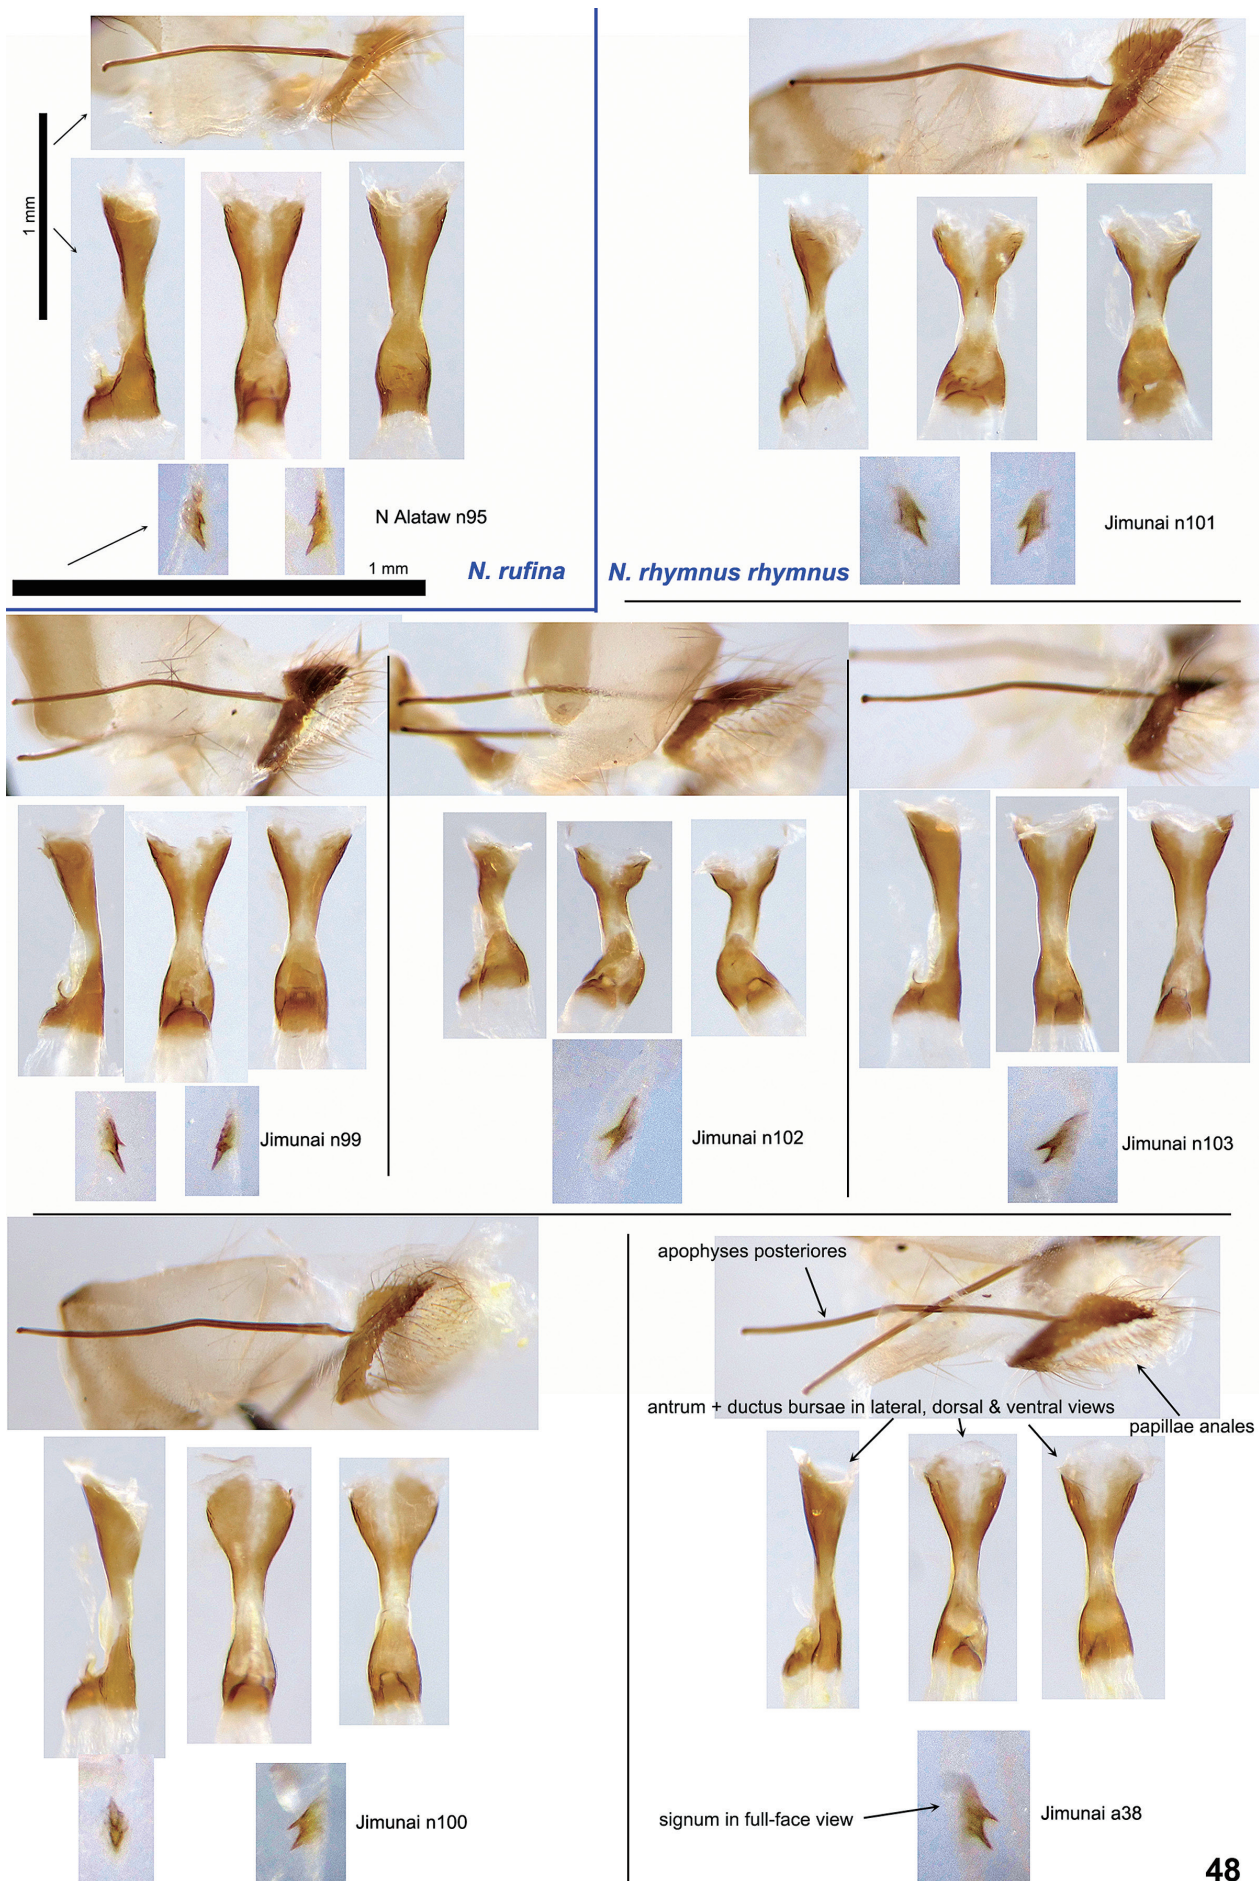 1 mm
N Alataw n95
1 mm
N. rufina
Jimunai n101
N. rhymnus rhymnus
Jimunai n99
Jimunai n102
Jimunai n103
Jimunai n100
apophyses posteriores
antrum + ductus bursae in lateral, dorsal & ventral views
papillae anales
signum in full-face view
Jimunai a38
48